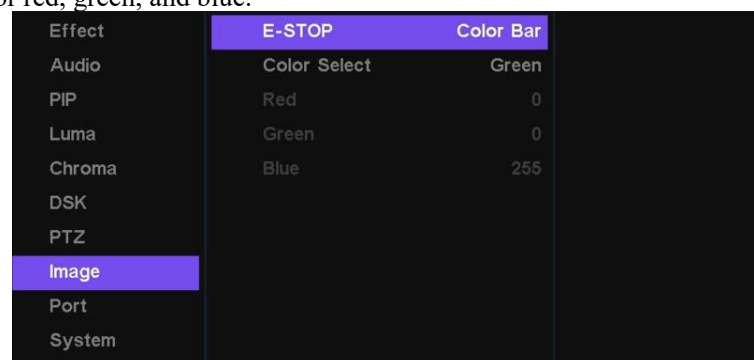 or red, green, and blue.
Effect
Audio
PIP
Luma
Chroma
DSK
PTZ
Image
Port
System
E-STOP Color Bar
Color Select Green
Red 0
Green 0
Blue 255